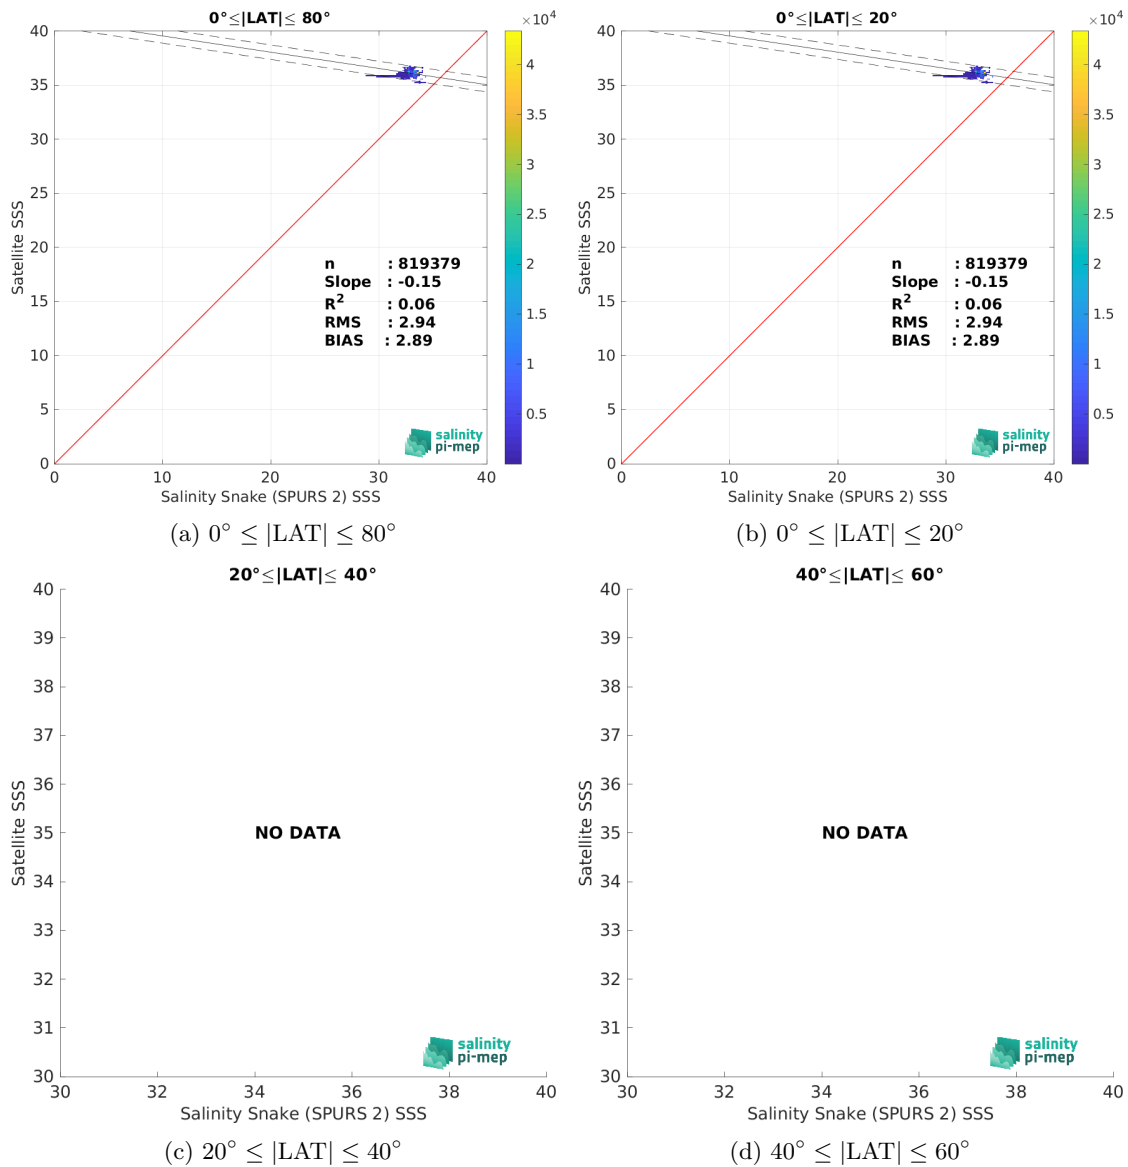 0°≤|LAT|≤ 80°
×10⁴
40
35
30
25
20
15
10
5
0
0
10
20
30
40
4
3.5
3
2.5
2
1.5
1
0.5
Satellite SSS
n : 819379
Slope : -0.15
R² : 0.06
RMS : 2.94
BIAS : 2.89
salinity
pi-mep
Salinity Snake (SPURS 2) SSS
(a) 0° ≤ |LAT| ≤ 80°
0°≤|LAT|≤ 20°
×10⁴
40
35
30
25
20
15
10
5
0
0
10
20
30
40
4
3.5
3
2.5
2
1.5
1
0.5
Satellite SSS
n : 819379
Slope : -0.15
R² : 0.06
RMS : 2.94
BIAS : 2.89
salinity
pi-mep
Salinity Snake (SPURS 2) SSS
(b) 0° ≤ |LAT| ≤ 20°
20°≤|LAT|≤ 40°
40
39
38
37
36
35
34
33
32
31
30
30
32
34
36
38
40
Satellite SSS
NO DATA
salinity
pi-mep
Salinity Snake (SPURS 2) SSS
(c) 20° ≤ |LAT| ≤ 40°
40°≤|LAT|≤ 60°
40
39
38
37
36
35
34
33
32
31
30
30
32
34
36
38
40
Satellite SSS
NO DATA
salinity
pi-mep
Salinity Snake (SPURS 2) SSS
(d) 40° ≤ |LAT| ≤ 60°